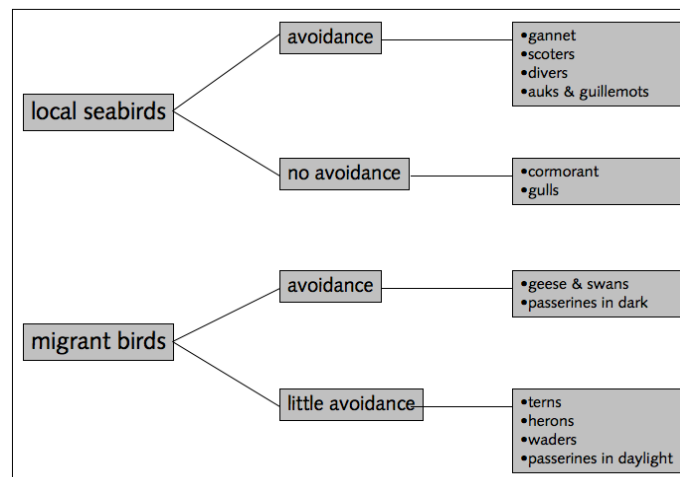 local seabirds
avoidance
•gannet
•scoters
•divers
•auks & guillemots
no avoidance
•cormorant
•gulls
migrant birds
avoidance
•geese & swans
•passerines in dark
little avoidance
•terns
•herons
•waders
•passerines in daylight